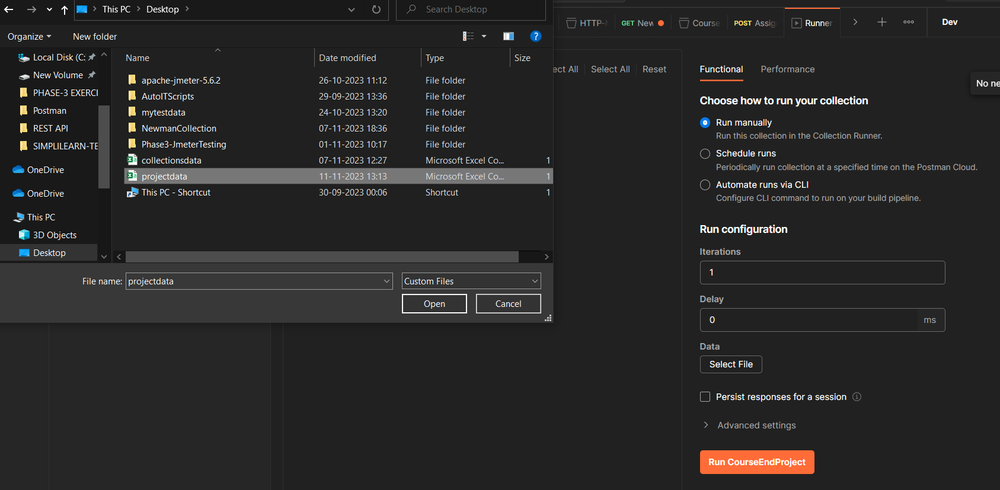 This PC > Desktop >
Search Desktop
Organize
New folder
Local Disk (C:
New Volume
PHASE-3 EXERCI
Postman
REST API
SIMPLILEARN-TE
OneDrive
OneDrive
This PC
3D Objects
Desktop
Name Date modified Type Size
apache-jmeter-5.6.2 26-10-2023 11:12 File folder
AutoITScripts 29-09-2023 13:36 File folder
mytestdata 24-10-2023 13:20 File folder
NewmanCollection 07-11-2023 18:36 File folder
Phase3-JmeterTesting 01-11-2023 10:17 File folder
collectionsdata 07-11-2023 12:27 Microsoft Excel Co... 1
projectdata 11-11-2023 13:13 Microsoft Excel Co... 1
This PC - Shortcut 30-09-2023 00:06 Shortcut 1
File name: projectdata
Custom Files
Open
Cancel
HTTP-
GET New
Course
POST Assig
Runner
Dev
ect All
Select All
Reset
Functional
Performance
No ne
Choose how to run your collection
Run manually
Run this collection in the Collection Runner.
Schedule runs
Periodically run collection at a specified time on the Postman Cloud.
Automate runs via CLI
Configure CLI command to run on your build pipeline.
Run configuration
Iterations
1
Delay
0 ms
Data
Select File
Persist responses for a session
Advanced settings
Run CourseEndProject